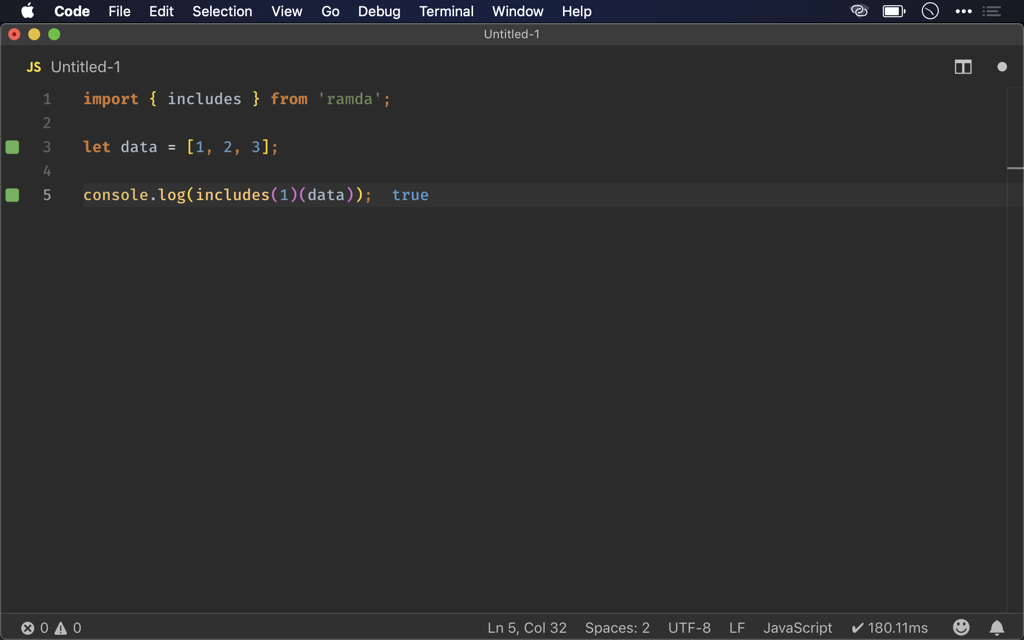 Code File Edit Selection View Go Debug Terminal Window Help
Untitled-1
JS Untitled-1
1 import { includes } from 'ramda';
2
3 let data = [1, 2, 3];
4
5 console.log(includes(1)(data)); true
0 0 Ln 5, Col 32 Spaces: 2 UTF-8 LF JavaScript ✔ 180.11ms